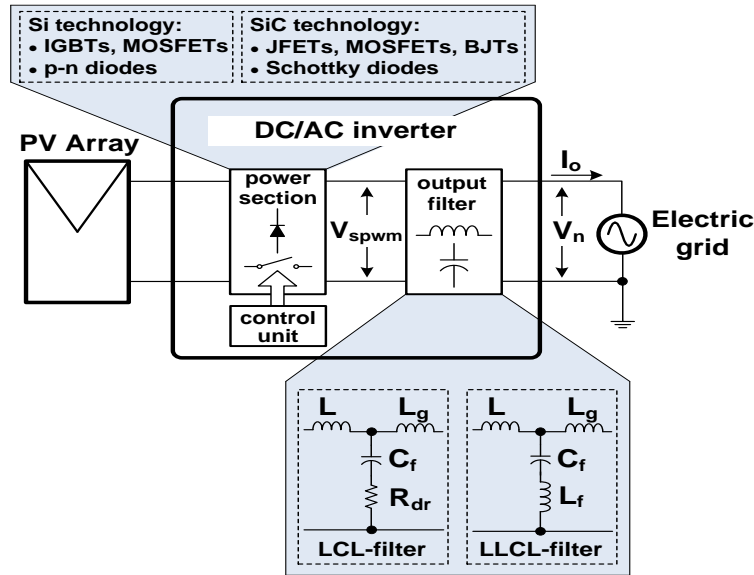 Si technology:
• IGBTs, MOSFETs
• p-n diodes
SiC technology:
• JFETs, MOSFETs, BJTs
• Schottky diodes
DC/AC inverter
PV Array
power
section
control
unit
Vspwm
output
filter
Io
Vn
Electric
grid
L
Lg
Cf
Rdr
LCL-filter
L
Lg
Cf
Lf
LLCL-filter